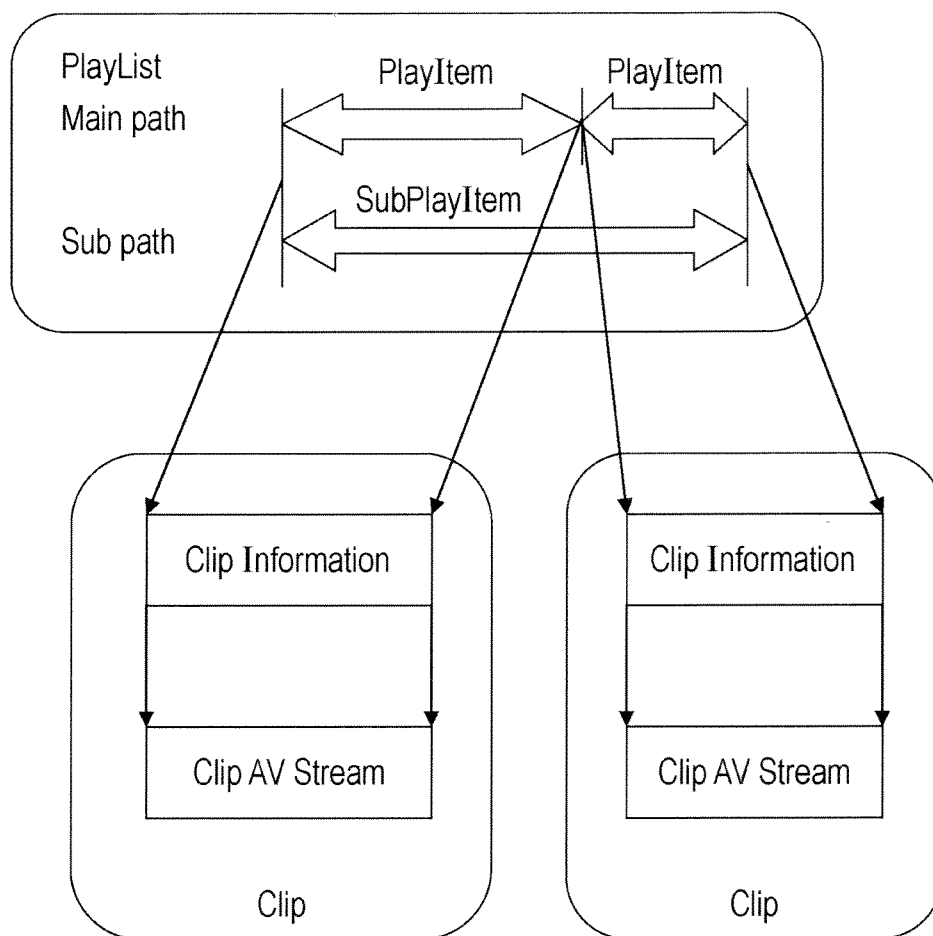 PlayList
PlayItem
PlayItem
Main path
SubPlayItem
Sub path
Clip Information
Clip Information
Clip AV Stream
Clip AV Stream
Clip
Clip